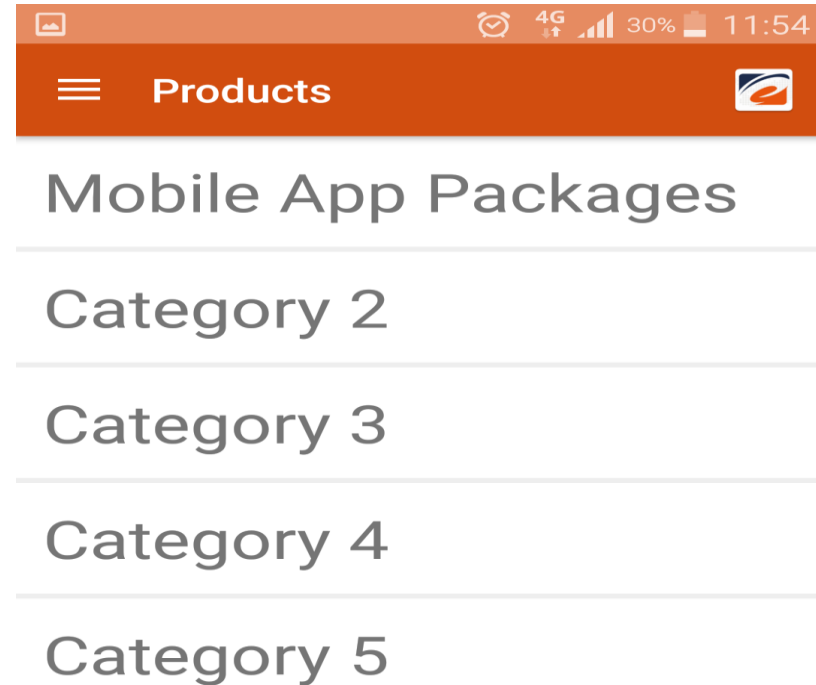 4G 30% 11:54
Products
Mobile App Packages
Category 2
Category 3
Category 4
Category 5